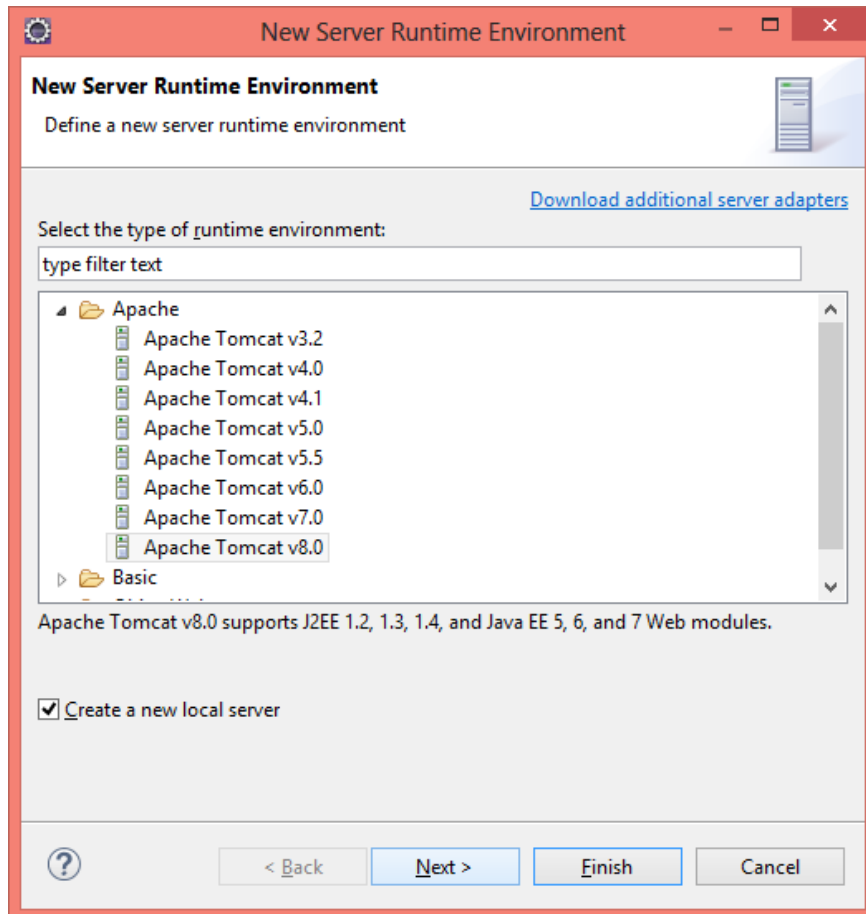 New Server Runtime Environment
New Server Runtime Environment
Define a new server runtime environment
Download additional server adapters
Select the type of runtime environment:
type filter text
Apache
Apache Tomcat v3.2
Apache Tomcat v4.0
Apache Tomcat v4.1
Apache Tomcat v5.0
Apache Tomcat v5.5
Apache Tomcat v6.0
Apache Tomcat v7.0
Apache Tomcat v8.0
Basic
Apache Tomcat v8.0 supports J2EE 1.2, 1.3, 1.4, and Java EE 5, 6, and 7 Web modules.
Create a new local server
? < Back Next > Finish Cancel